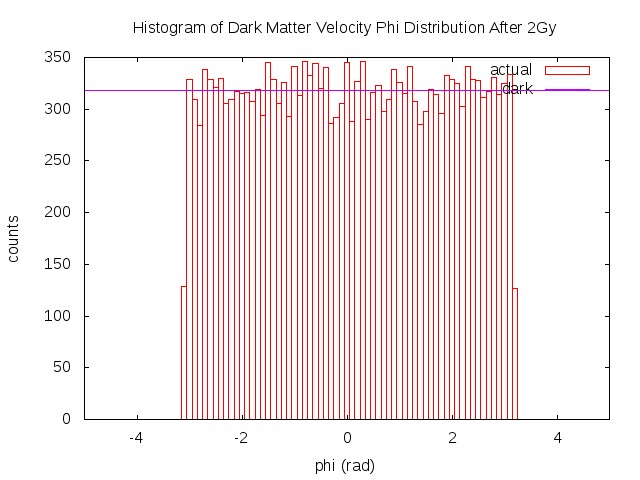 Histogram of Dark Matter Velocity Phi Distribution After 2Gy
350
300
250
200
150
100
50
0
counts
actual
dark
-4 -2 0 2 4
phi (rad)